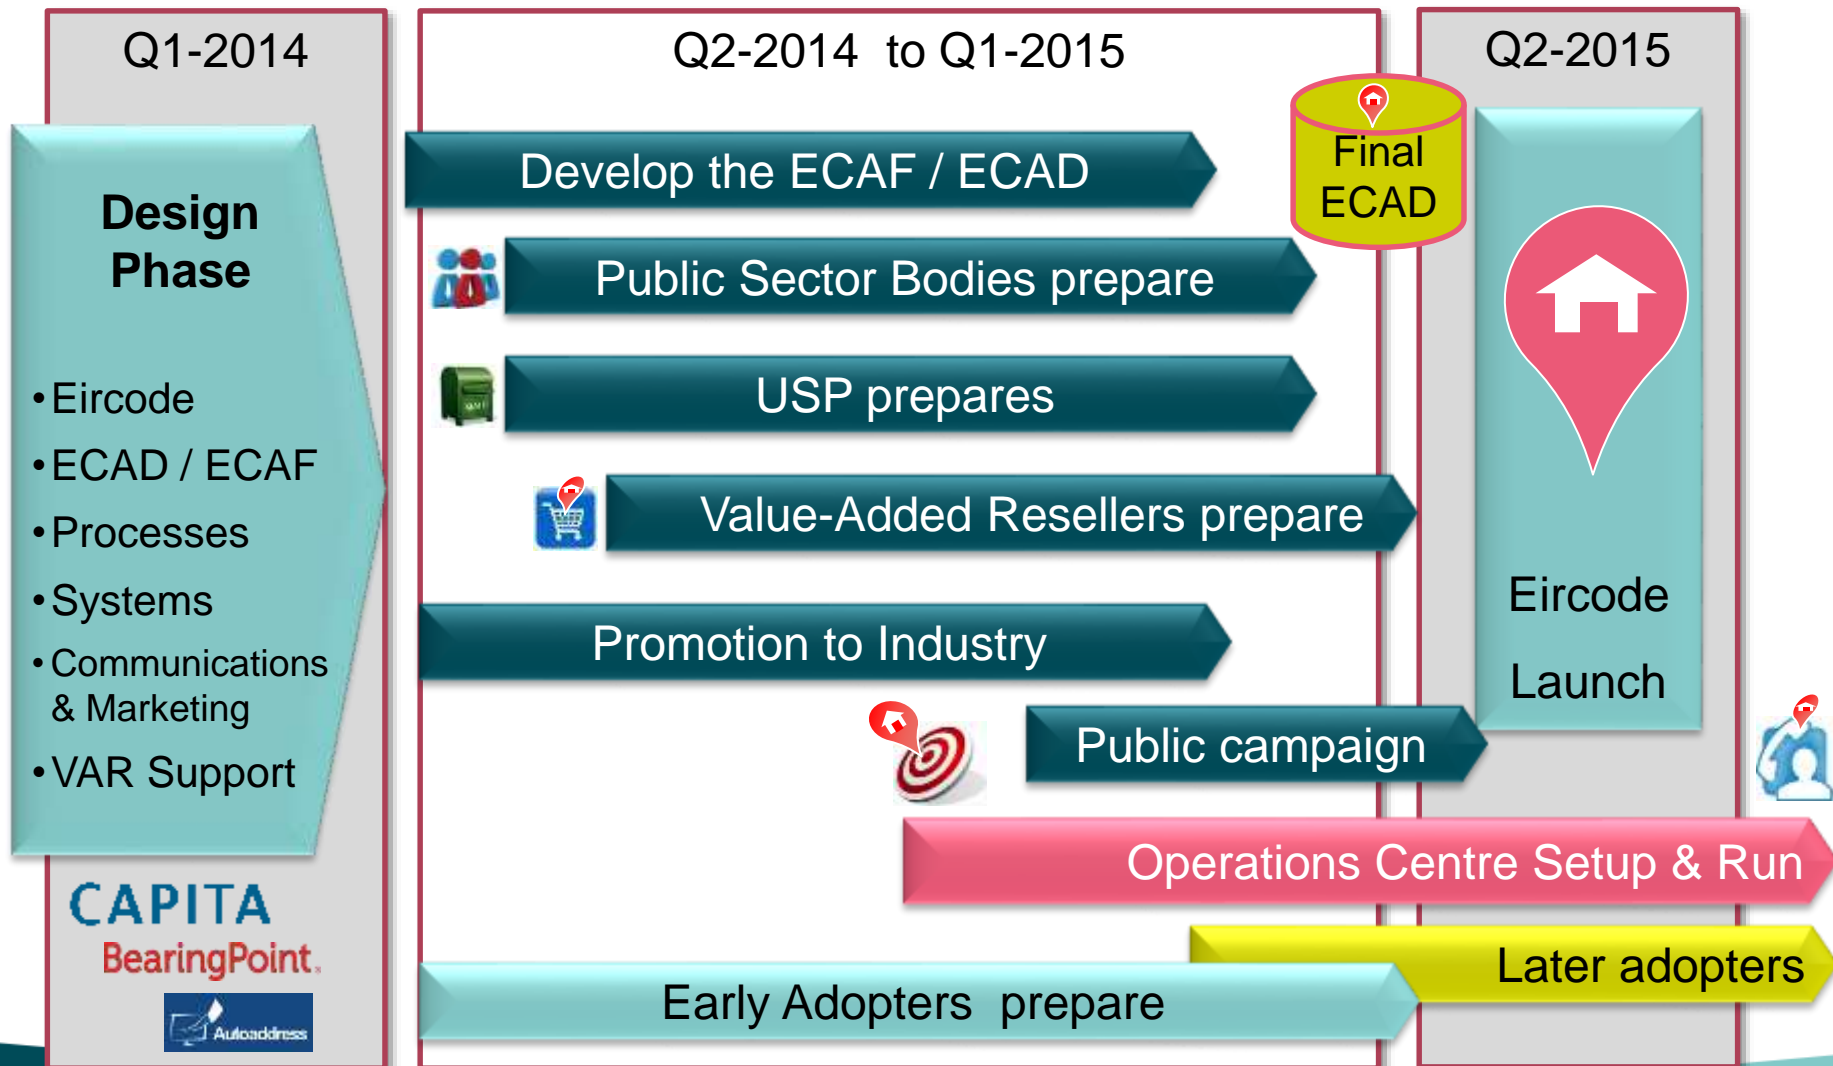 Q1-2014
Q2-2014 to Q1-2015
Q2-2015
Design
Phase
•Eircode
•ECAD / ECAF
•Processes
•Systems
•Communications
& Marketing
•VAR Support
CAPITA
BearingPoint
Autoaddress
Develop the ECAF / ECAD
Final
ECAD
Public Sector Bodies prepare
USP prepares
Value-Added Resellers prepare
Promotion to Industry
Public campaign
Eircode
Launch
Operations Centre Setup & Run
Later adopters
Early Adopters prepare